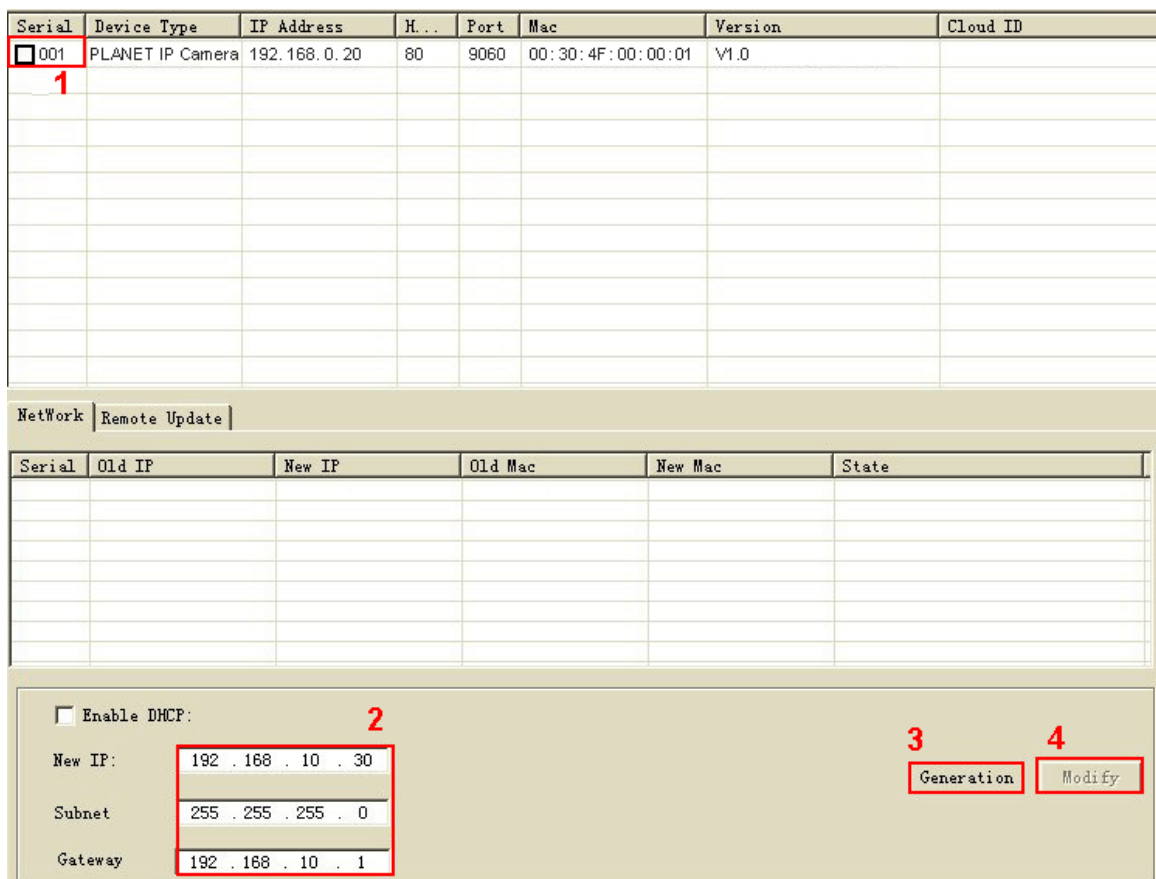 Serial Device Type IP Address H... Port Mac Version Cloud ID
001 PLANET IP Camera 192.168.0.20 80 9060 00:30:4F:00:00:01 V1.0
1
NetWork Remote Update
Serial Old IP New IP Old Mac New Mac State
Enable DHCP: 2
New IP: 192 . 168 . 10 . 30
3 4
Generation Modify
Subnet 255 . 255 . 255 . 0
Gateway 192 . 168 . 10 . 1